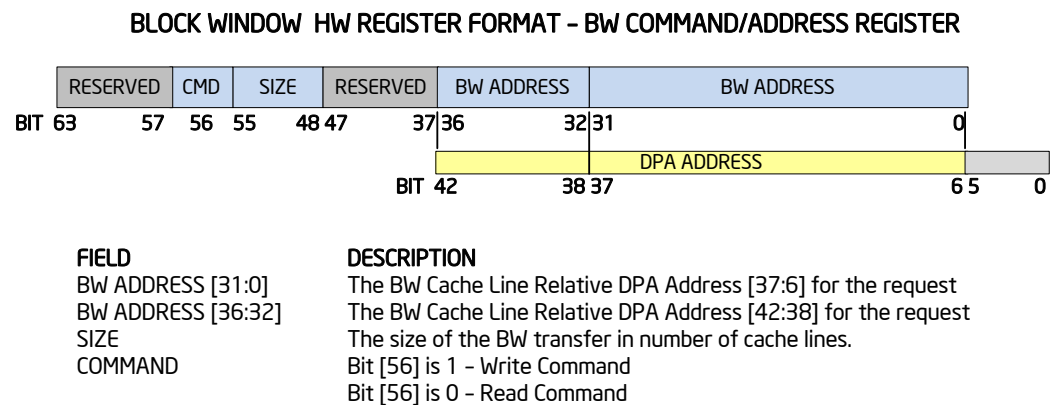 BLOCK WINDOW HW REGISTER FORMAT – BW COMMAND/ADDRESS REGISTER
RESERVED CMD SIZE RESERVED BW ADDRESS BW ADDRESS
BIT 63 57 56 55 48 47 37 36 32 31 0
DPA ADDRESS
BIT 42 38 37 6 5 0
FIELD DESCRIPTION
BW ADDRESS [31:0] The BW Cache Line Relative DPA Address [37:6] for the request
BW ADDRESS [36:32] The BW Cache Line Relative DPA Address [42:38] for the request
SIZE The size of the BW transfer in number of cache lines.
COMMAND Bit [56] is 1 – Write Command
Bit [56] is 0 – Read Command